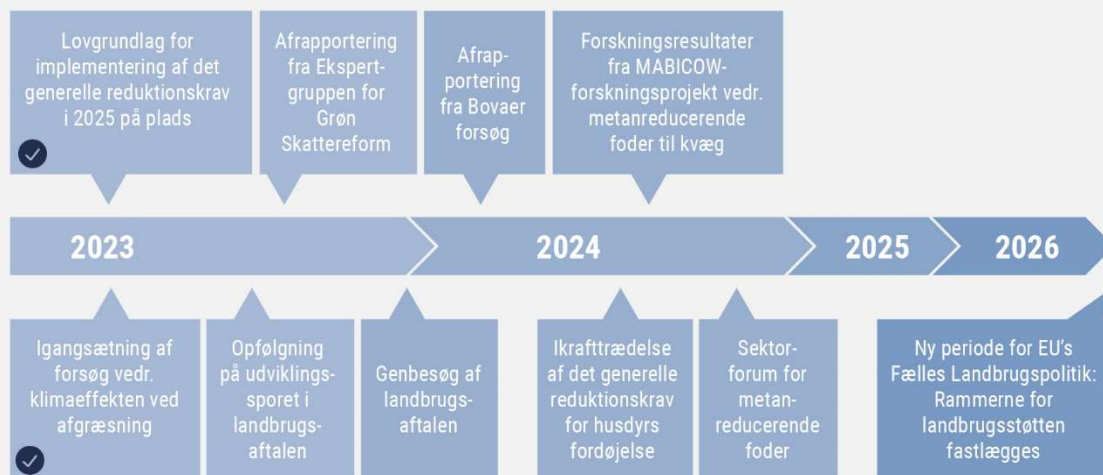 Lovgrundlag for
implementering af det
generelle reduktionskrav
i 2025 på plads
Afrapportering
fra Ekspert-
gruppen for
Grøn
Skattereform
Afrap-
portering
fra Bovaer
forsøg
Forskningsresultater
fra MABICOW-
forskningsprojekt vedr.
metanreducerende
foder til kvæg
2023
2024
2025
2026
Igangsætning af
forsøg vedr.
klimaeffekten ved
afgræsning
Opfølgning
på udviklings-
sporet i
landbrugs-
aftalen
Genbesøg af
landbrugs-
aftalen
Ikrafttrædelse
af det generelle
reduktionskrav
for husdyrs
fordøjelse
Sektor-
forum for
metan-
reducerende
foder
Ny periode for EU's
Fælles Landbrugspolitik:
Rammerne for
landbrugsstøtten
fastlægges